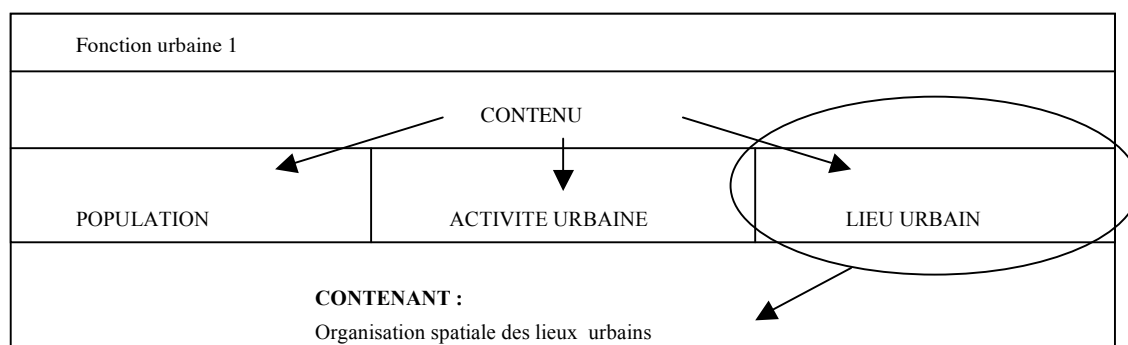 Fonction urbaine 1
CONTENU
POPULATION ACTIVITE URBAINE LIEU URBAIN
CONTENANT :
Organisation spatiale des lieux urbains